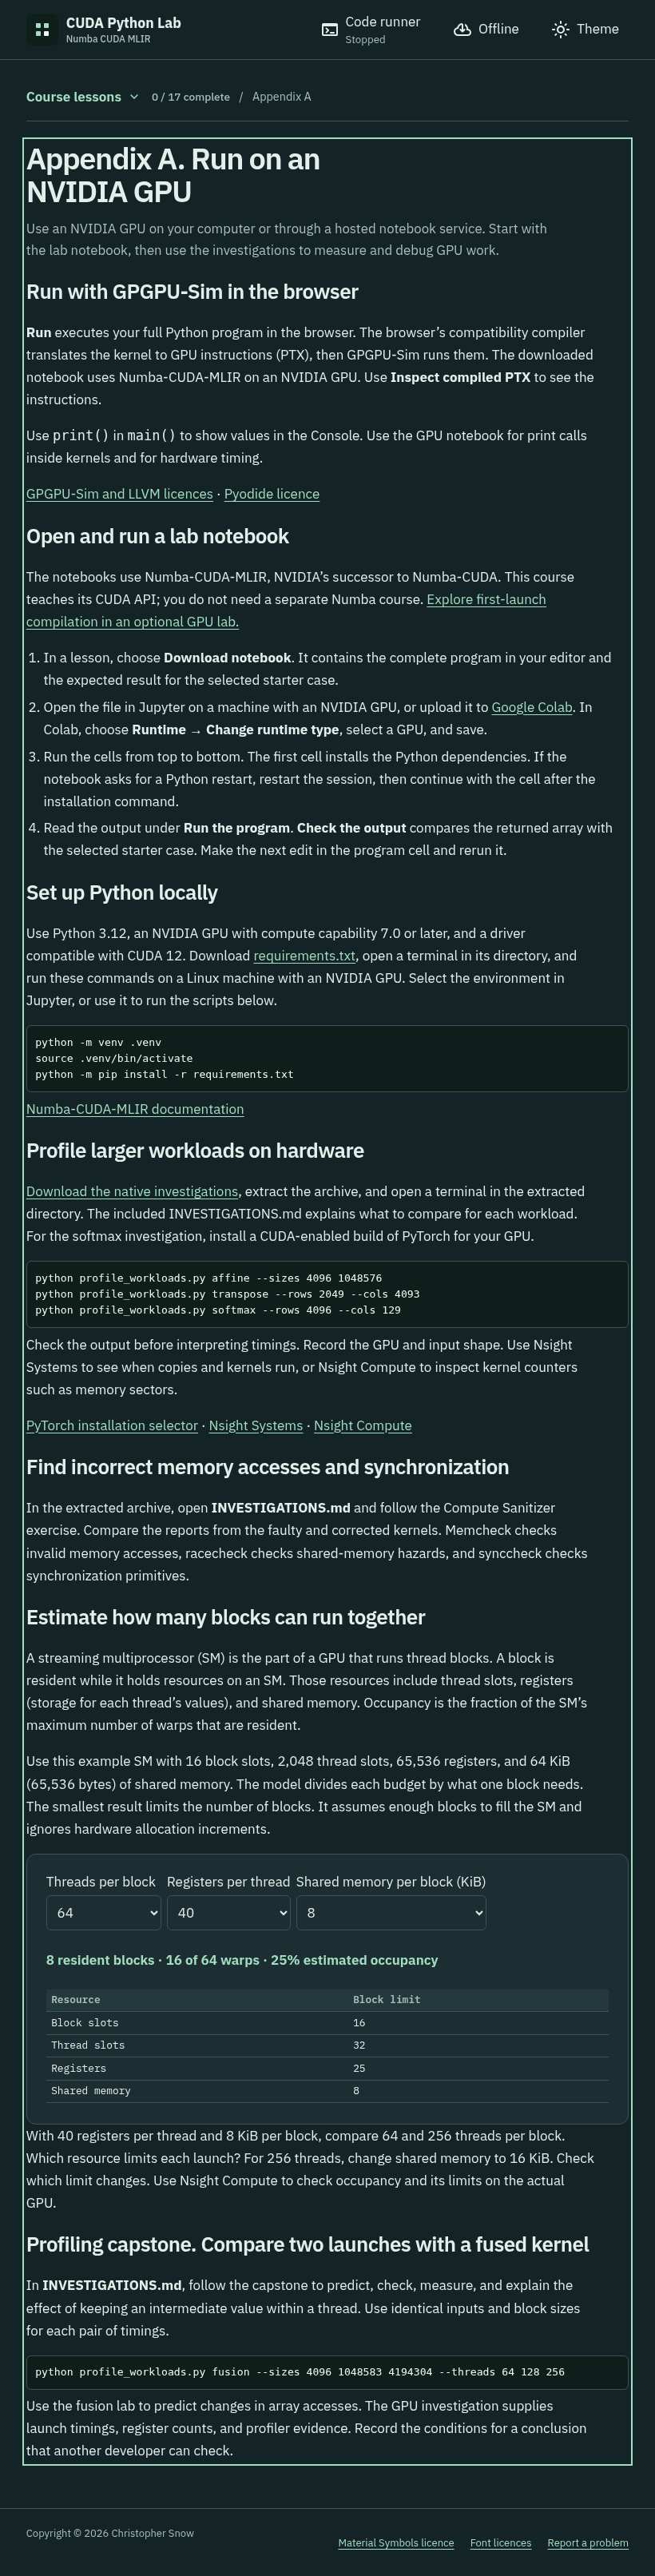 CUDA Python Lab
Numba CUDA MLIR
Code runner
Stopped
Offline
Theme
Course lessons
0 / 17 complete / Appendix A
Appendix A. Run on an
NVIDIA GPU
Use an NVIDIA GPU on your computer or through a hosted notebook service. Start with
the lab notebook, then use the investigations to measure and debug GPU work.
Run with GPGPU-Sim in the browser
Run executes your full Python program in the browser. The browser’s compatibility compiler
translates the kernel to GPU instructions (PTX), then GPGPU-Sim runs them. The downloaded
notebook uses Numba-CUDA-MLIR on an NVIDIA GPU. Use Inspect compiled PTX to see the
instructions.
Use print() in main() to show values in the Console. Use the GPU notebook for print calls
inside kernels and for hardware timing.
GPGPU-Sim and LLVM licences · Pyodide licence
Open and run a lab notebook
The notebooks use Numba-CUDA-MLIR, NVIDIA’s successor to Numba-CUDA. This course
teaches its CUDA API; you do not need a separate Numba course. Explore first-launch
compilation in an optional GPU lab.
1. In a lesson, choose Download notebook. It contains the complete program in your editor and
the expected result for the selected starter case.
2. Open the file in Jupyter on a machine with an NVIDIA GPU, or upload it to Google Colab. In
Colab, choose Runtime → Change runtime type, select a GPU, and save.
3. Run the cells from top to bottom. The first cell installs the Python dependencies. If the
notebook asks for a Python restart, restart the session, then continue with the cell after the
installation command.
4. Read the output under Run the program. Check the output compares the returned array with
the selected starter case. Make the next edit in the program cell and rerun it.
Set up Python locally
Use Python 3.12, an NVIDIA GPU with compute capability 7.0 or later, and a driver
compatible with CUDA 12. Download requirements.txt, open a terminal in its directory, and
run these commands on a Linux machine with an NVIDIA GPU. Select the environment in
Jupyter, or use it to run the scripts below.
python -m venv .venv
source .venv/bin/activate
python -m pip install -r requirements.txt
Numba-CUDA-MLIR documentation
Profile larger workloads on hardware
Download the native investigations, extract the archive, and open a terminal in the extracted
directory. The included INVESTIGATIONS.md explains what to compare for each workload.
For the softmax investigation, install a CUDA-enabled build of PyTorch for your GPU.
python profile_workloads.py affine --sizes 4096 1048576
python profile_workloads.py transpose --rows 2049 --cols 4093
python profile_workloads.py softmax --rows 4096 --cols 129
Check the output before interpreting timings. Record the GPU and input shape. Use Nsight
Systems to see when copies and kernels run, or Nsight Compute to inspect kernel counters
such as memory sectors.
PyTorch installation selector · Nsight Systems · Nsight Compute
Find incorrect memory accesses and synchronization
In the extracted archive, open INVESTIGATIONS.md and follow the Compute Sanitizer
exercise. Compare the reports from the faulty and corrected kernels. Memcheck checks
invalid memory accesses, racecheck checks shared-memory hazards, and synccheck checks
synchronization primitives.
Estimate how many blocks can run together
A streaming multiprocessor (SM) is the part of a GPU that runs thread blocks. A block is
resident while it holds resources on an SM. Those resources include thread slots, registers
(storage for each thread’s values), and shared memory. Occupancy is the fraction of the SM’s
maximum number of warps that are resident.
Use this example SM with 16 block slots, 2,048 thread slots, 65,536 registers, and 64 KiB
(65,536 bytes) of shared memory. The model divides each budget by what one block needs.
The smallest result limits the number of blocks. It assumes enough blocks to fill the SM and
ignores hardware allocation increments.
Threads per block Registers per thread Shared memory per block (KiB)
64 40 8
8 resident blocks · 16 of 64 warps · 25% estimated occupancy
Resource Block limit
Block slots 16
Thread slots 32
Registers 25
Shared memory 8
With 40 registers per thread and 8 KiB per block, compare 64 and 256 threads per block.
Which resource limits each launch? For 256 threads, change shared memory to 16 KiB. Check
which limit changes. Use Nsight Compute to check occupancy and its limits on the actual
GPU.
Profiling capstone. Compare two launches with a fused kernel
In INVESTIGATIONS.md, follow the capstone to predict, check, measure, and explain the
effect of keeping an intermediate value within a thread. Use identical inputs and block sizes
for each pair of timings.
python profile_workloads.py fusion --sizes 4096 1048583 4194304 --threads 64 128 256
Use the fusion lab to predict changes in array accesses. The GPU investigation supplies
launch timings, register counts, and profiler evidence. Record the conditions for a conclusion
that another developer can check.
Copyright © 2026 Christopher Snow
Material Symbols licence Font licences Report a problem